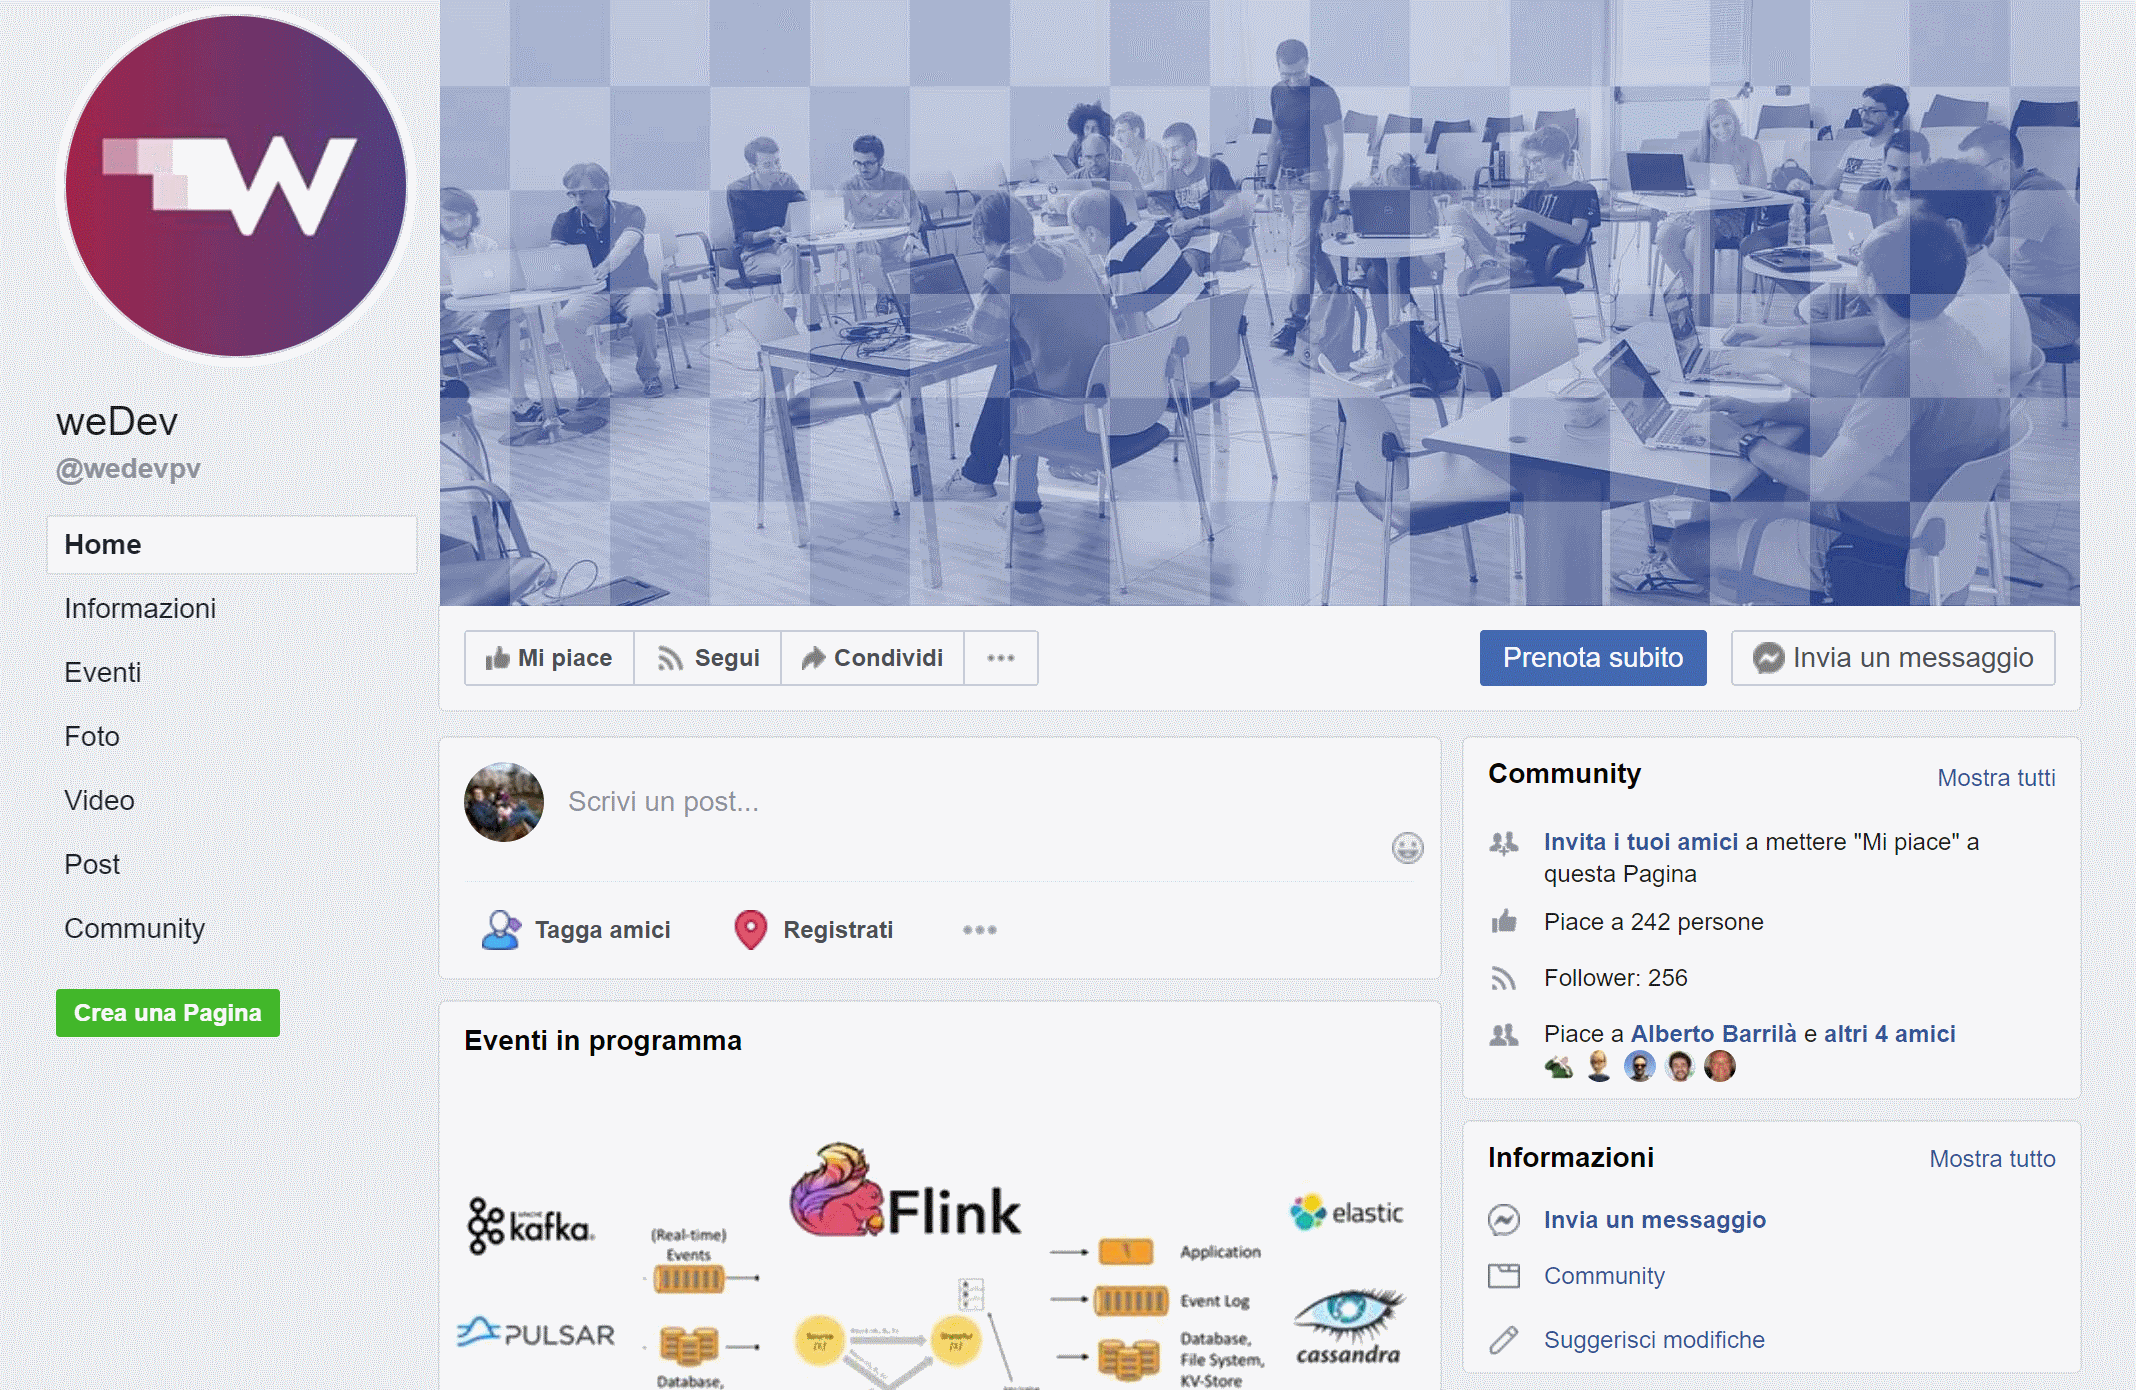 W
weDev
@wedevpv
Home
Informazioni
Eventi
Foto
Video
Post
Community
Crea una Pagina
Mi piace
Segui
Condividi
Prenota subito
Invia un messaggio
Scrivi un post...
Tagga amici
Registrati
Eventi in programma
kafka
(Real-time)
Events
PULSAR
Database,
Flink
Application
Event Log
Database,
File System,
KV-Store
elastic
cassandra
Community
Mostra tutti
Invita i tuoi amici a mettere "Mi piace" a
questa Pagina
Piace a 242 persone
Follower: 256
Piace a Alberto Barrilà e altri 4 amici
Informazioni
Mostra tutto
Invia un messaggio
Community
Suggerisci modifiche